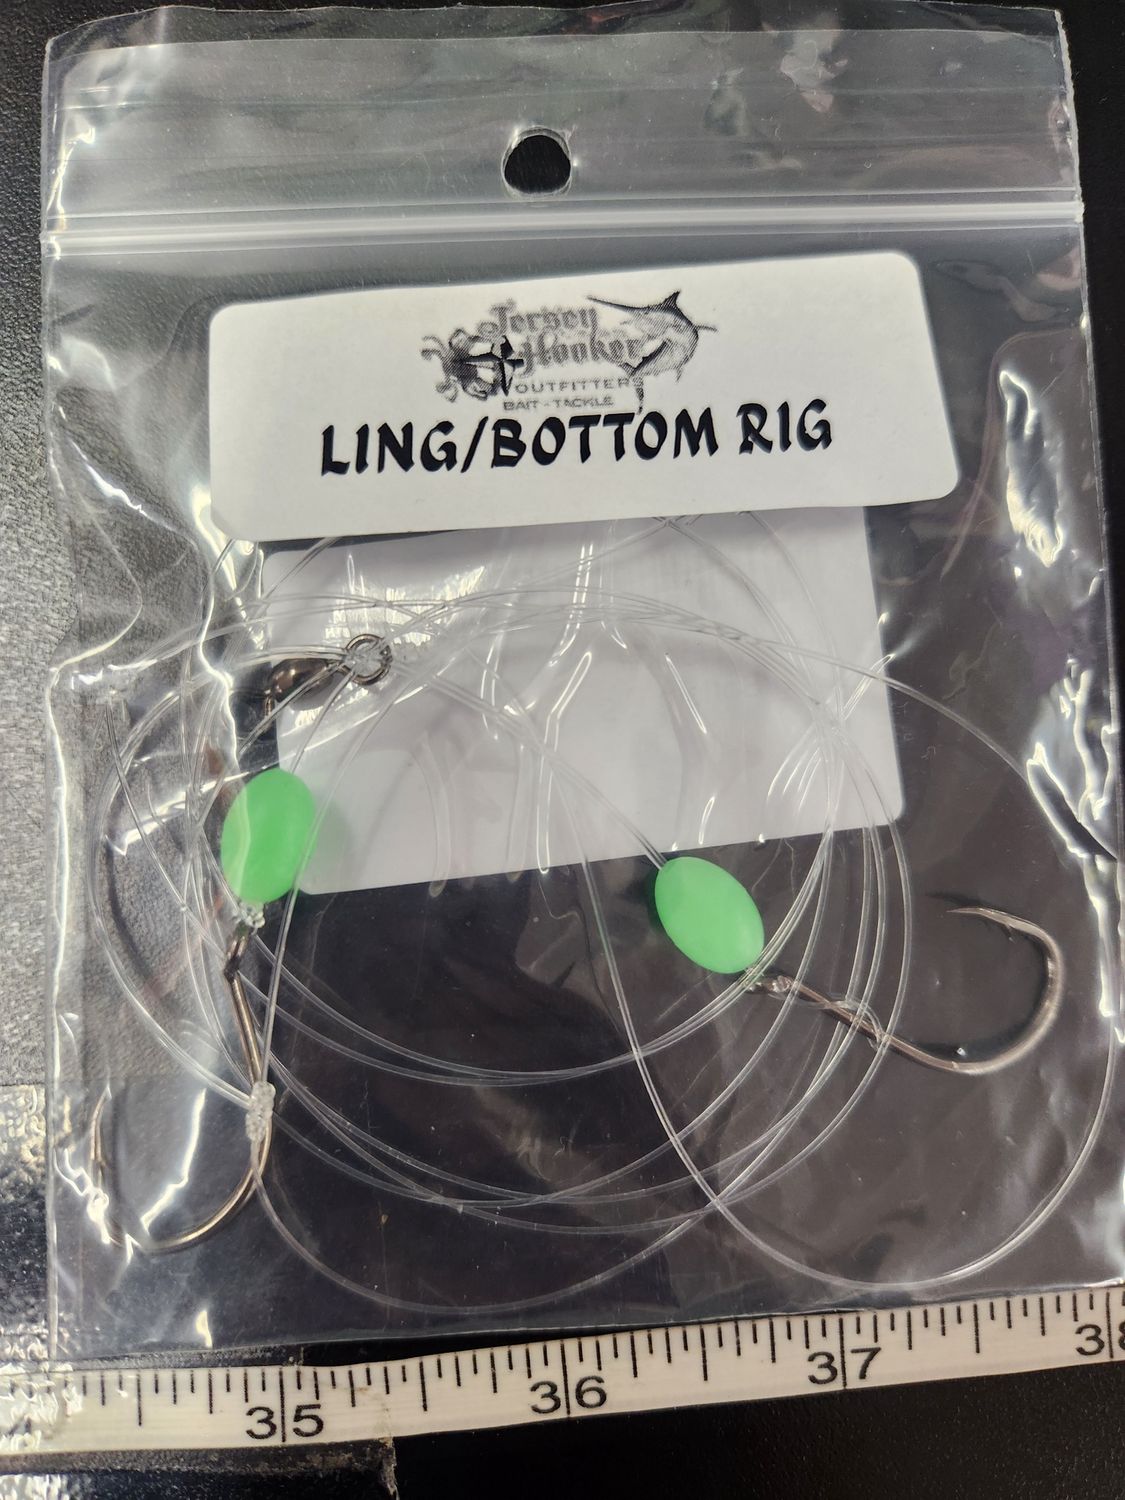 Jersey
Hooker
OUTFITTERS
BAIT - TACKLE
LING/BOTTOM RIG
35 36 37 38